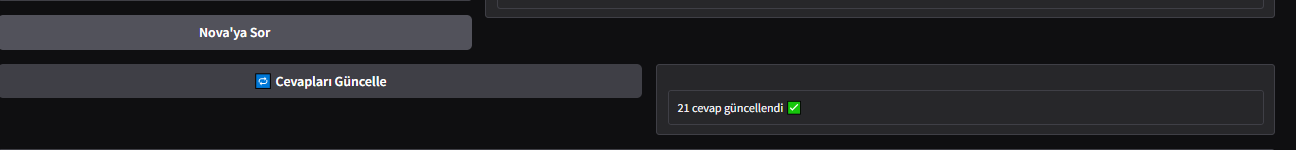 Nova'ya Sor
🔁 Cevapları Güncelle
21 cevap güncellendi ✅